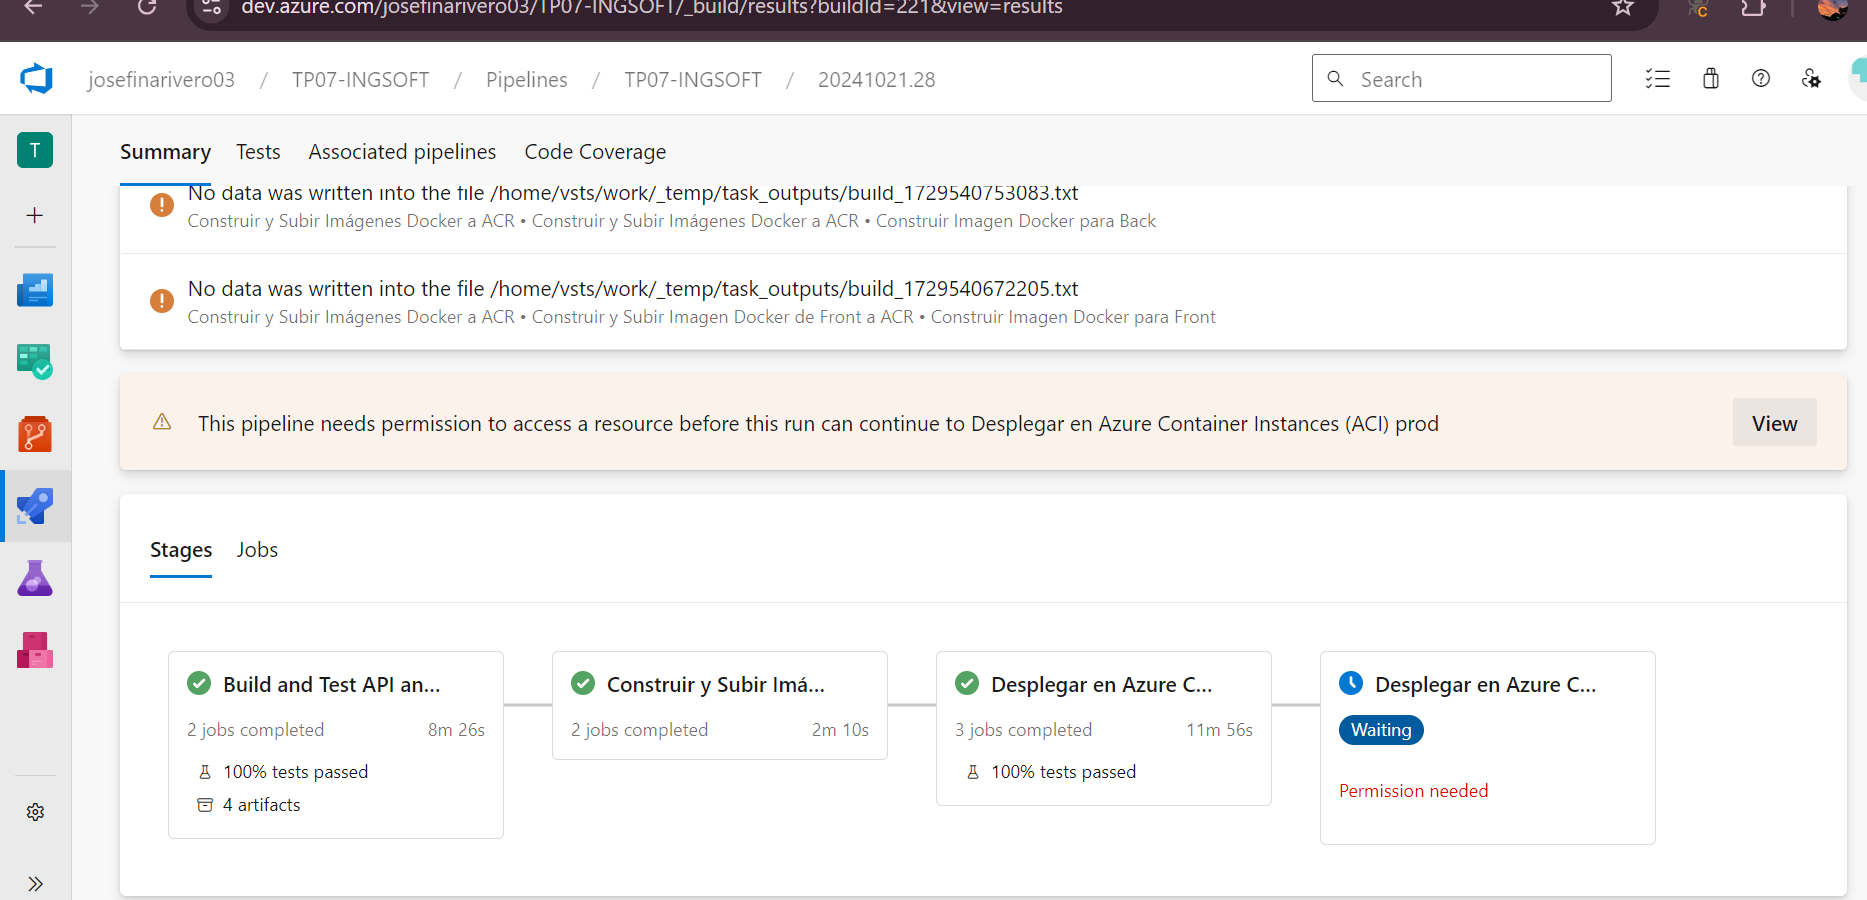 dev.azure.com/josefinarivero03/TP07-INGSOFT/_build/results?buildId=221&view=results
josefinarivero03 / TP07-INGSOFT / Pipelines / TP07-INGSOFT / 20241021.28
Search
T
Summary Tests Associated pipelines Code Coverage
No data was written into the file /home/vsts/work/_temp/task_outputs/build_1729540753083.txt
Construir y Subir Imágenes Docker a ACR • Construir y Subir Imágenes Docker a ACR • Construir Imagen Docker para Back
No data was written into the file /home/vsts/work/_temp/task_outputs/build_1729540672205.txt
Construir y Subir Imágenes Docker a ACR • Construir y Subir Imagen Docker de Front a ACR • Construir Imagen Docker para Front
This pipeline needs permission to access a resource before this run can continue to Desplegar en Azure Container Instances (ACI) prod
View
Stages Jobs
Build and Test API an...
2 jobs completed 8m 26s
100% tests passed
4 artifacts
Construir y Subir Imá...
2 jobs completed 2m 10s
Desplegar en Azure C...
3 jobs completed 11m 56s
100% tests passed
Desplegar en Azure C...
Waiting
Permission needed